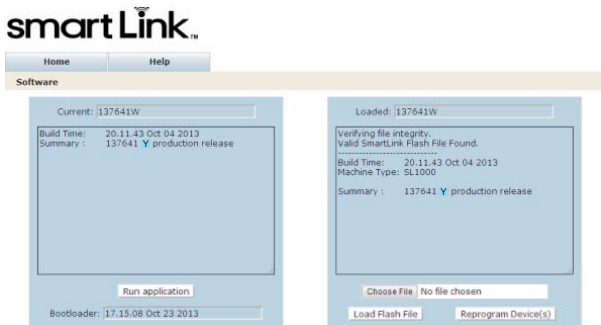 smartLink™
Home Help
Software
Current: 137641W
Build Time: 20.11.43 Oct 04 2013
Summary : 137641 Y production release
Run application
Bootloader: 17.15.08 Oct 23 2013
Loaded: 137641W
Verifying file integrity.
Valid SmartLink Flash File Found.
-----------------------------
Build Time: 20.11.43 Oct 04 2013
Machine Type: SL1000
Summary : 137641 Y production release
Choose File No file chosen
Load Flash File Reprogram Device(s)